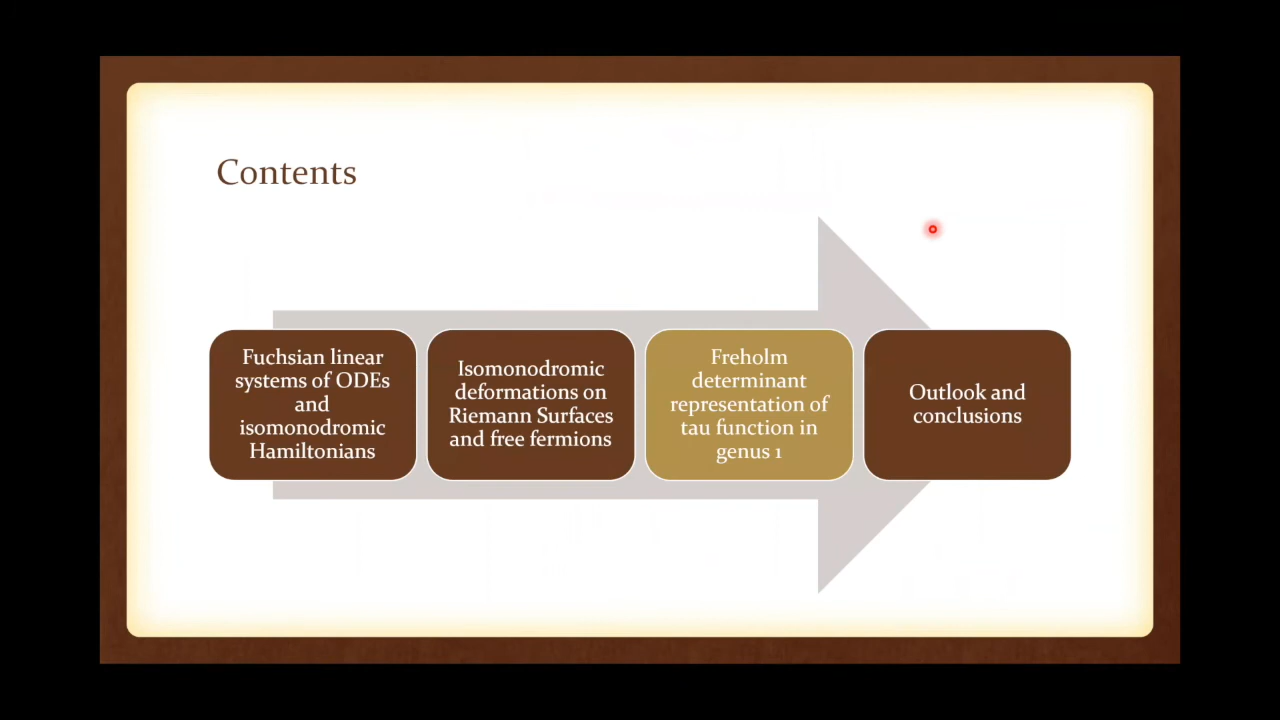 Contents
Fuchsian linear
systems of ODEs
and
isomonodromic
Hamiltonians
Isomonodromic
deformations on
Riemann Surfaces
and free fermions
Freholm
determinant
representation of
tau function in
genus 1
Outlook and
conclusions